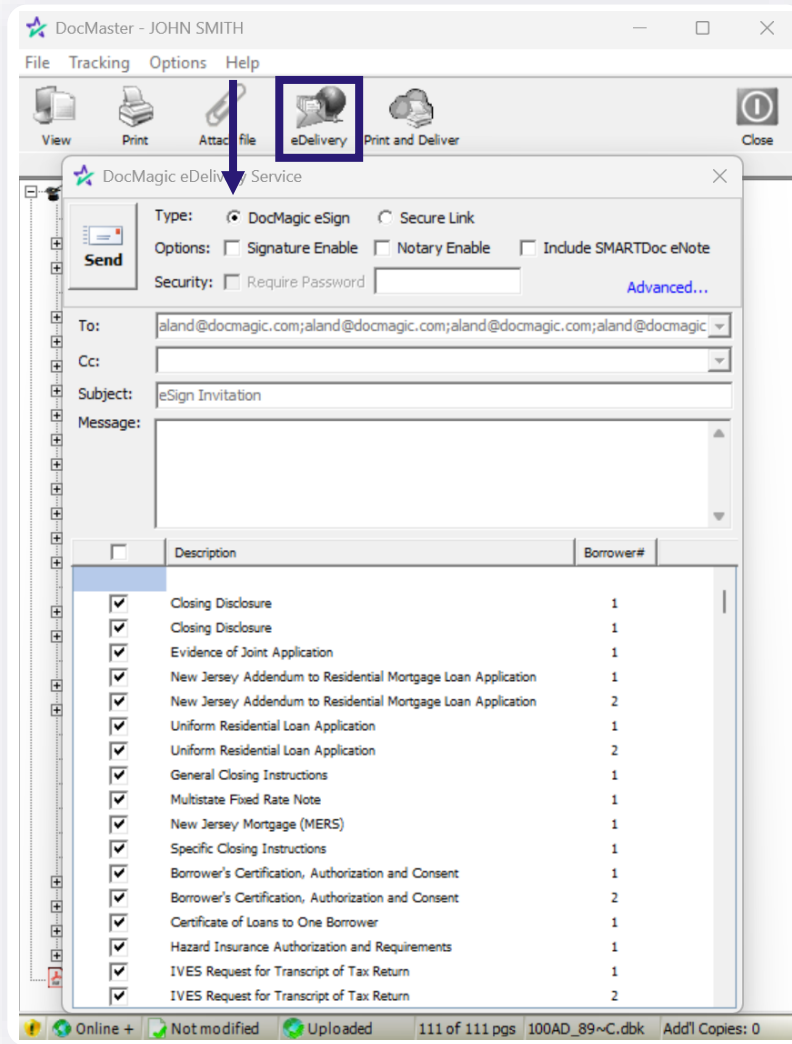 DocMaster - JOHN SMITH
File Tracking Options Help
View Print Attach file eDelivery Print and Deliver Close
DocMagic eDelivery Service
Type: DocMagic eSign Secure Link
Send
Options: Signature Enable Notary Enable Include SMARTDoc eNote
Security: Require Password
Advanced...
To: aland@docmagic.com;aland@docmagic.com;aland@docmagic.com;aland@docmagic
Cc:
Subject: eSign Invitation
Message:
Description Borrower#
Closing Disclosure 1
Closing Disclosure 1
Evidence of Joint Application 1
New Jersey Addendum to Residential Mortgage Loan Application 1
New Jersey Addendum to Residential Mortgage Loan Application 2
Uniform Residential Loan Application 1
Uniform Residential Loan Application 2
General Closing Instructions 1
Multistate Fixed Rate Note 1
New Jersey Mortgage (MERS) 1
Specific Closing Instructions 1
Borrower's Certification, Authorization and Consent 1
Borrower's Certification, Authorization and Consent 2
Certificate of Loans to One Borrower 1
Hazard Insurance Authorization and Requirements 1
IVES Request for Transcript of Tax Return 1
IVES Request for Transcript of Tax Return 2
Online + Not modified Uploaded 111 of 111 pgs 100AD_89~C.dbk Add'l Copies: 0